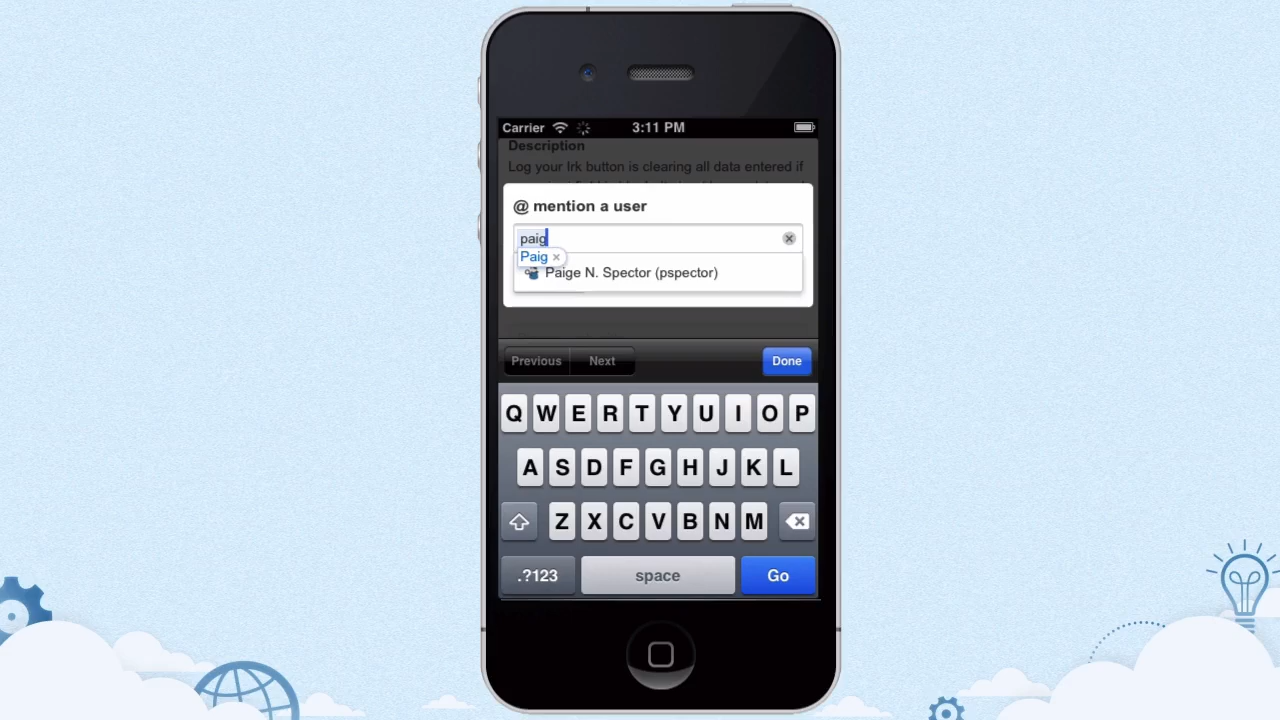 Carrier 3:11 PM
Description
Log your Irk button is clearing all data entered if
@ mention a user
paig
Paig ×
Paige N. Spector (pspector)
Previous Next Done
Q W E R T Y U I O P
A S D F G H J K L
Z X C V B N M
.?123 space Go